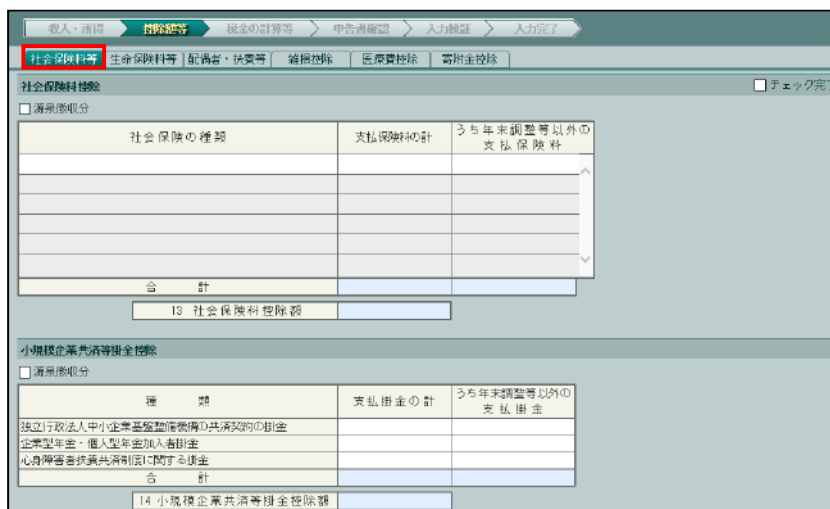 収入・所得 控除額等 税金の計算等 申告書確認 入力検証 入力完了
社会保険料等 生命保険料等 配偶者・扶養等 雑損控除 医療費控除 寄附金控除
社会保険料控除 チェック完了
源泉徴収分
社会保険の種類 支払保険料の計 うち年末調整等以外の
支払保険料
合 計
13 社会保険料控除額
小規模企業共済等掛金控除
源泉徴収分
種 類 支払掛金の計 うち年末調整等以外の
支払掛金
独立行政法人中小企業基盤整備機構の共済契約の掛金
企業型年金・個人型年金加入者掛金
心身障害者扶養共済制度に関する掛金
合 計
14 小規模企業共済等掛金控除額